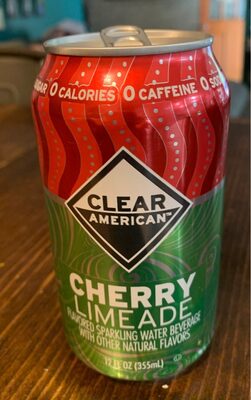 0 CALORIES 0 CAFFEINE 0
CLEAR
AMERICAN™
CHERRY
LIMEADE
FLAVORED SPARKLING WATER BEVERAGE
WITH OTHER NATURAL FLAVORS
12 FL OZ (355mL)